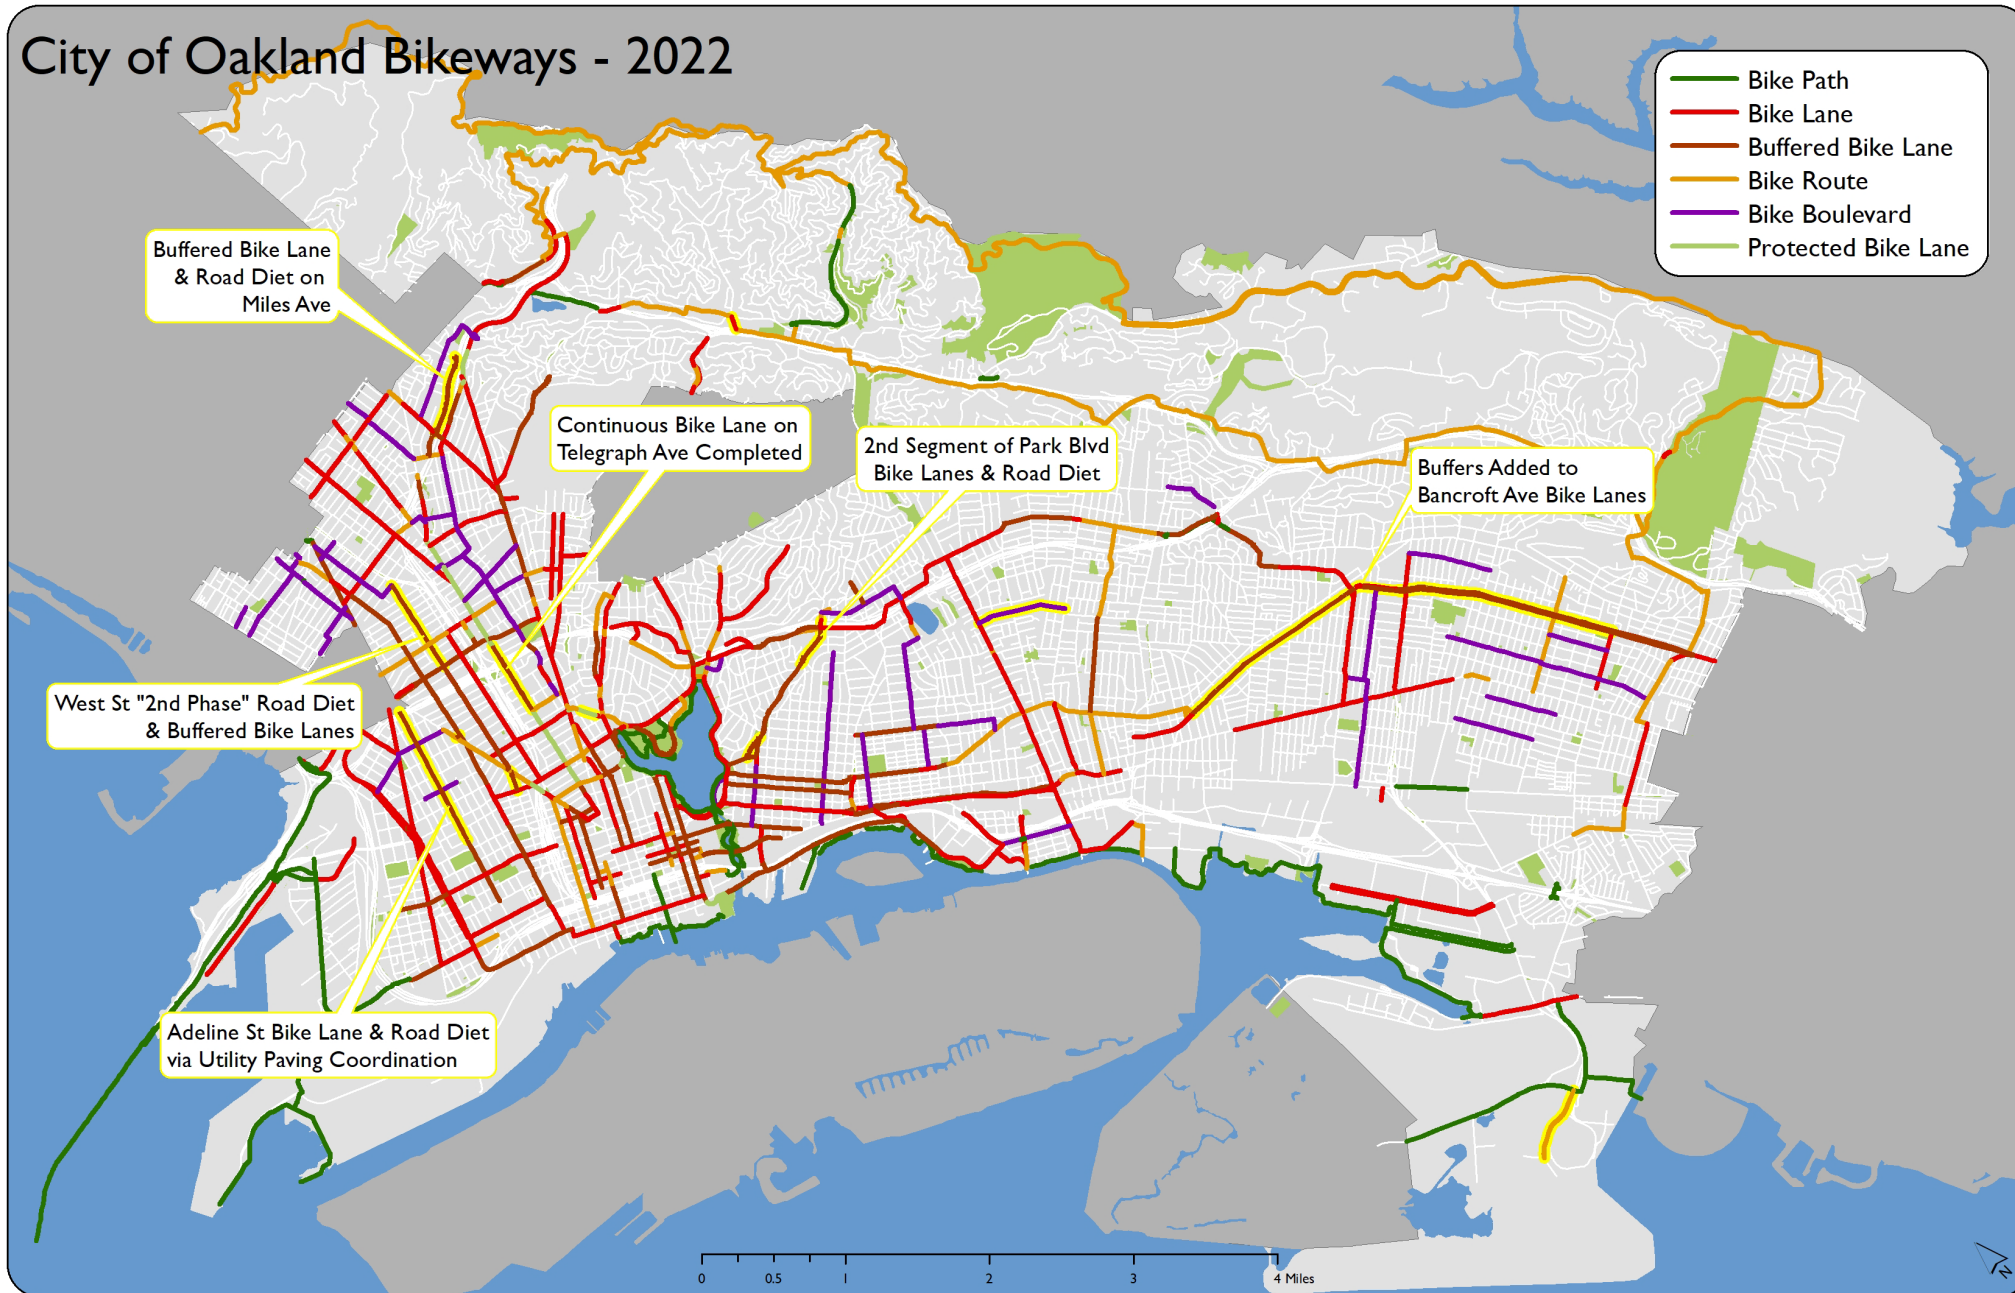 City of Oakland Bikeways - 2022
Bike Path
Bike Lane
Buffered Bike Lane
Bike Route
Bike Boulevard
Protected Bike Lane
Buffered Bike Lane
& Road Diet on
Miles Ave
Continuous Bike Lane on
Telegraph Ave Completed
2nd Segment of Park Blvd
Bike Lanes & Road Diet
Buffers Added to
Bancroft Ave Bike Lanes
West St "2nd Phase" Road Diet
& Buffered Bike Lanes
Adeline St Bike Lane & Road Diet
via Utility Paving Coordination
0 0.5 1 2 3 4 Miles
N